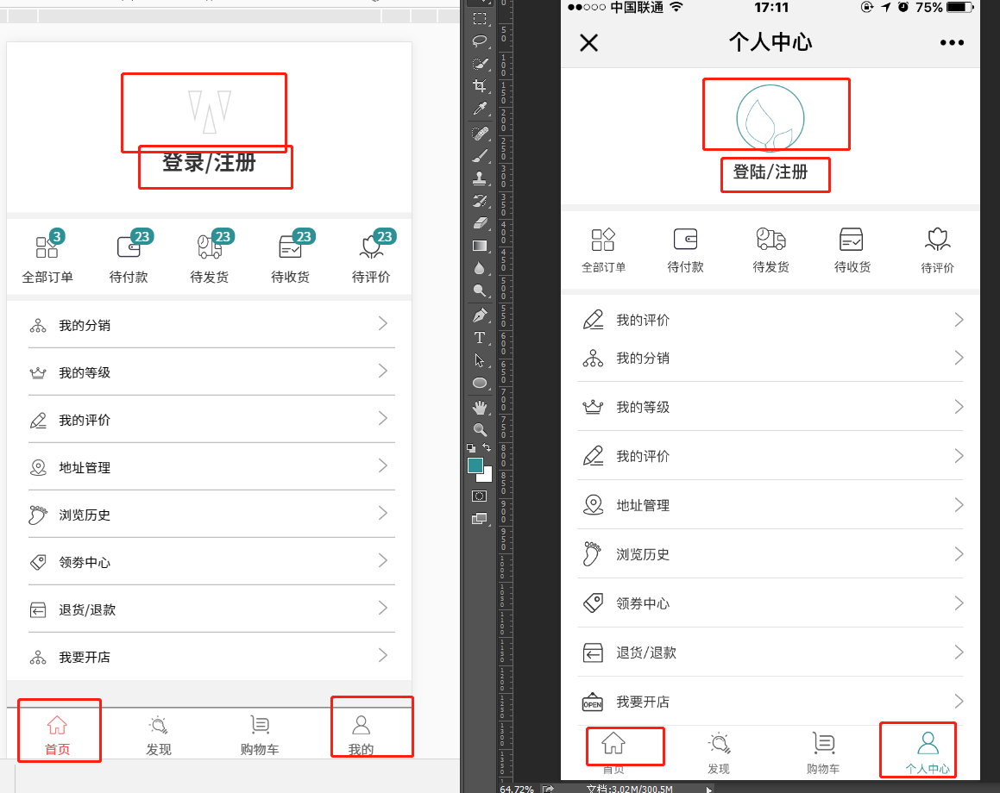 登录/注册
3
23
23
23
23
全部订单
待付款
待发货
待收货
待评价
我的分销
我的等级
我的评价
地址管理
浏览历史
领券中心
退货/退款
我要开店
首页
发现
购物车
我的
中国联通
17:11
75%
个人中心
登陆/注册
全部订单
待付款
待发货
待收货
待评价
我的评价
我的分销
我的等级
我的评价
地址管理
浏览历史
领券中心
退货/退款
OPEN
我要开店
首页
发现
购物车
个人中心
64.72%
文档:3.02M/300.5M